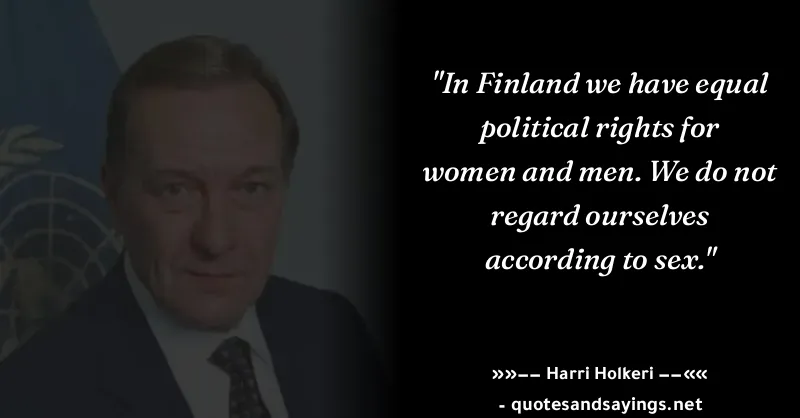 "In Finland we have equal
political rights for
women and men. We do not
regard ourselves
according to sex."
»»―― Harri Holkeri ――««
- quotesandsayings.net